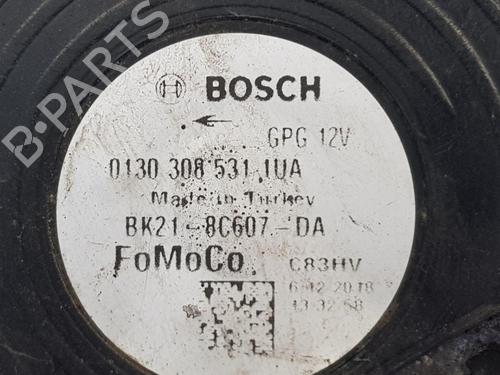 BOSCH
GPG 12V
0130 308 531 1UA
Made in Turkey
BK21-8C607-DA
FoMoCo
C83HV
6.12.2018
13:32:58
B-PARTS